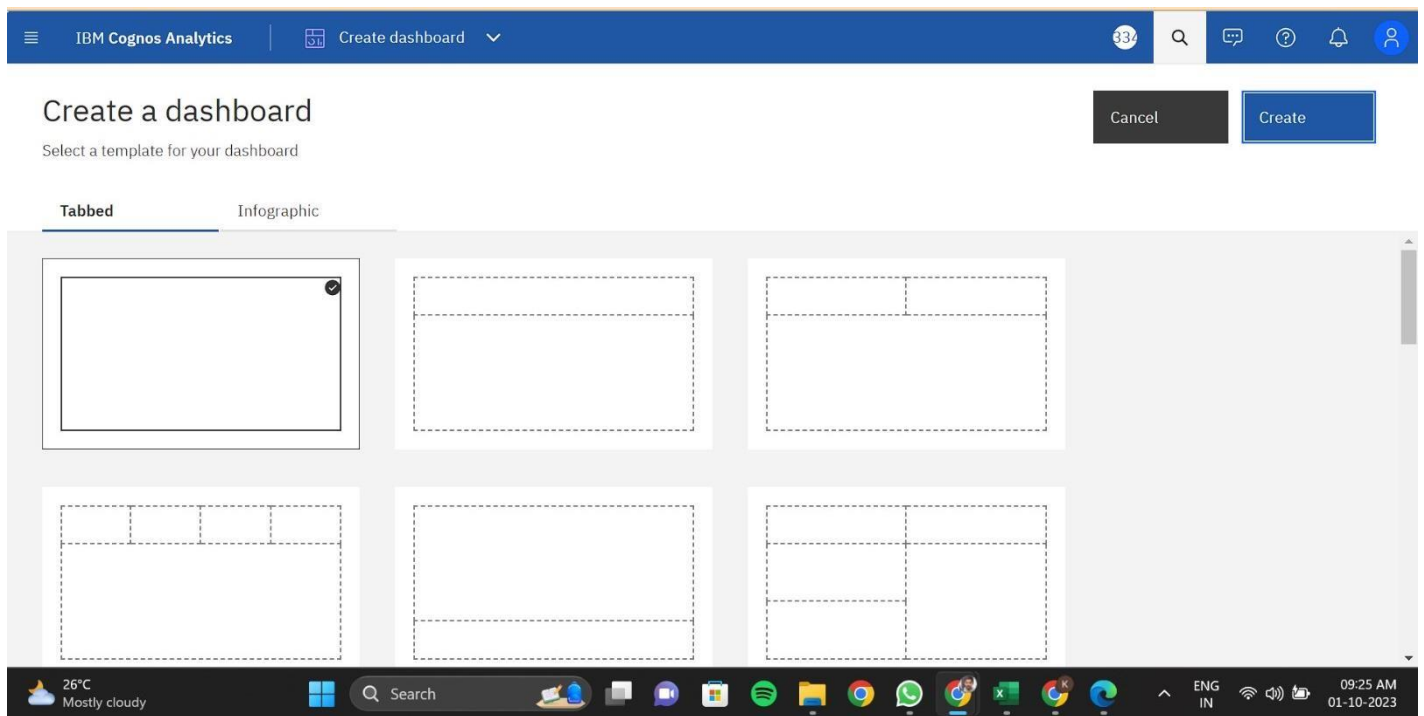 IBM Cognos Analytics
Create dashboard
334
Create a dashboard
Cancel
Create
Select a template for your dashboard
Tabbed
Infographic
26°C
Mostly cloudy
Search
ENG
IN
09:25 AM
01-10-2023